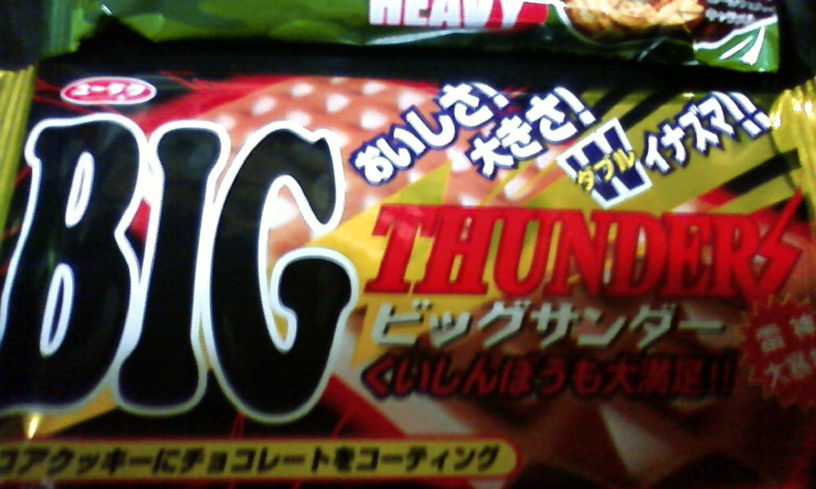 HEAVY
ユーラク
BIG
おいしさ!
大きさ!
W
ダブル
イナズマ!!
THUNDER
ビッグサンダー
くいしんぼうも大満足!!
雷神
コアクッキーにチョコレートをコーティング